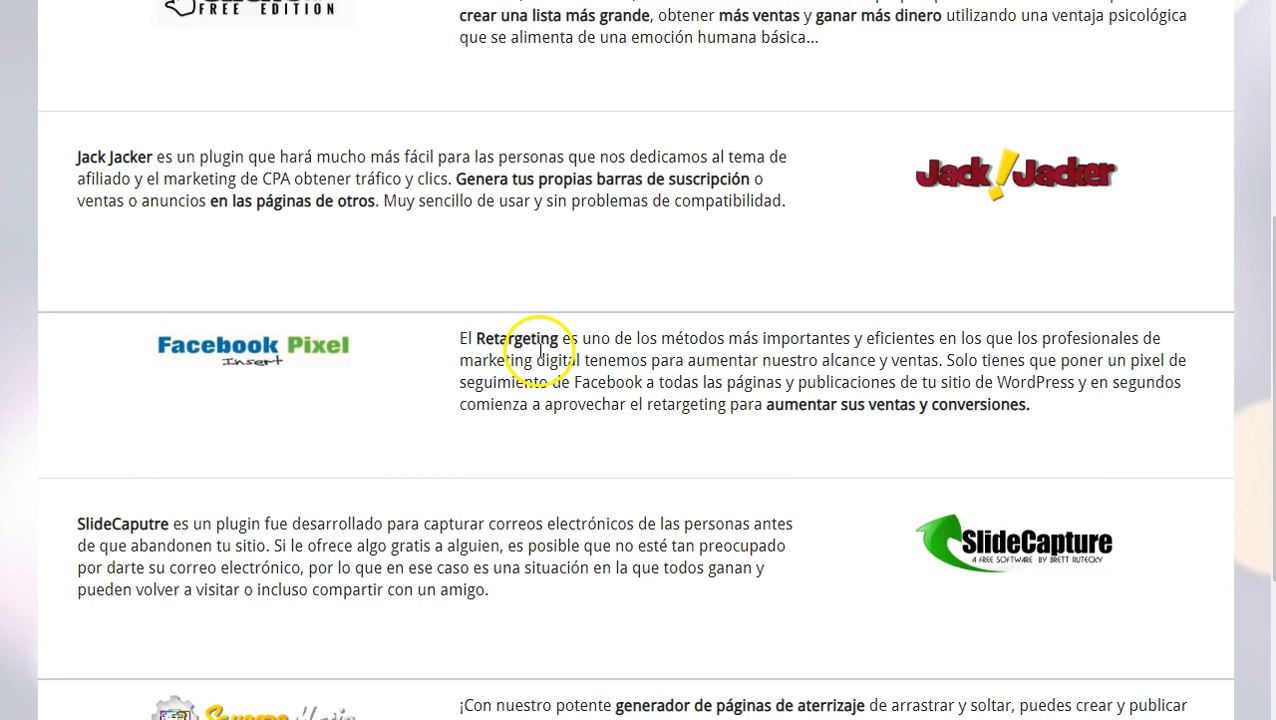 FREE EDITION
crear una lista más grande, obtener más ventas y ganar más dinero utilizando una ventaja psicológica
que se alimenta de una emoción humana básica...
Jack Jacker es un plugin que hará mucho más fácil para las personas que nos dedicamos al tema de
afiliado y el marketing de CPA obtener tráfico y clics. Genera tus propias barras de suscripción o
ventas o anuncios en las páginas de otros. Muy sencillo de usar y sin problemas de compatibilidad.
Jack!Jacker
Facebook Pixel
Insert
El Retargeting es uno de los métodos más importantes y eficientes en los que los profesionales de
marketing digital tenemos para aumentar nuestro alcance y ventas. Solo tienes que poner un pixel de
seguimiento de Facebook a todas las páginas y publicaciones de tu sitio de WordPress y en segundos
comienza a aprovechar el retargeting para aumentar sus ventas y conversiones.
SlideCaputre es un plugin fue desarrollado para capturar correos electrónicos de las personas antes
de que abandonen tu sitio. Si le ofrece algo gratis a alguien, es posible que no esté tan preocupado
por darte su correo electrónico, por lo que en ese caso es una situación en la que todos ganan y
pueden volver a visitar o incluso compartir con un amigo.
SlideCapture
A FREE SOFTWARE BY BRETT RUTECKY
¡Con nuestro potente generador de páginas de aterrizaje de arrastrar y soltar, puedes crear y publicar